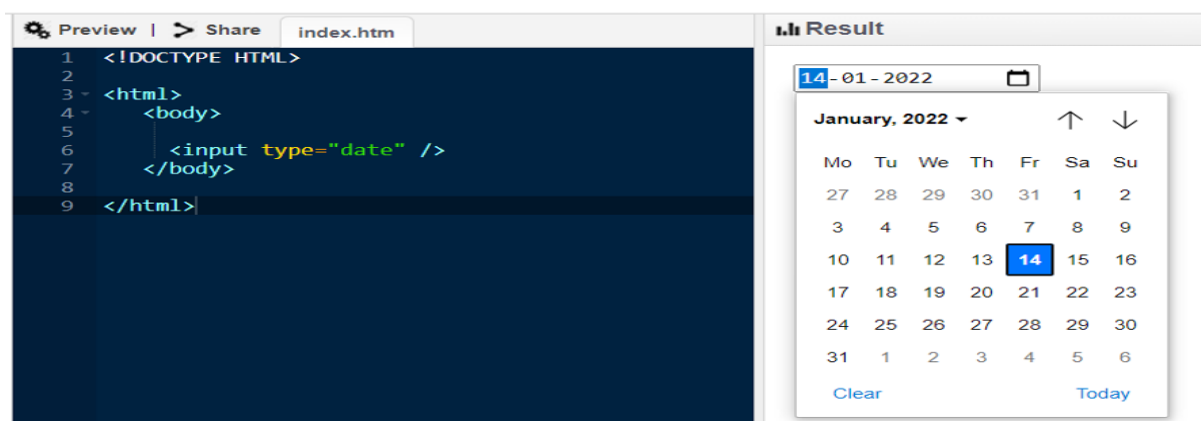 Preview | Share index.htm
1 <!DOCTYPE HTML>
2
3 <html>
4 <body>
5
6 <input type="date" />
7 </body>
8
9 </html>
Result
14-01-2022
January, 2022
Mo Tu We Th Fr Sa Su
27 28 29 30 31 1 2
3 4 5 6 7 8 9
10 11 12 13 14 15 16
17 18 19 20 21 22 23
24 25 26 27 28 29 30
31 1 2 3 4 5 6
Clear Today